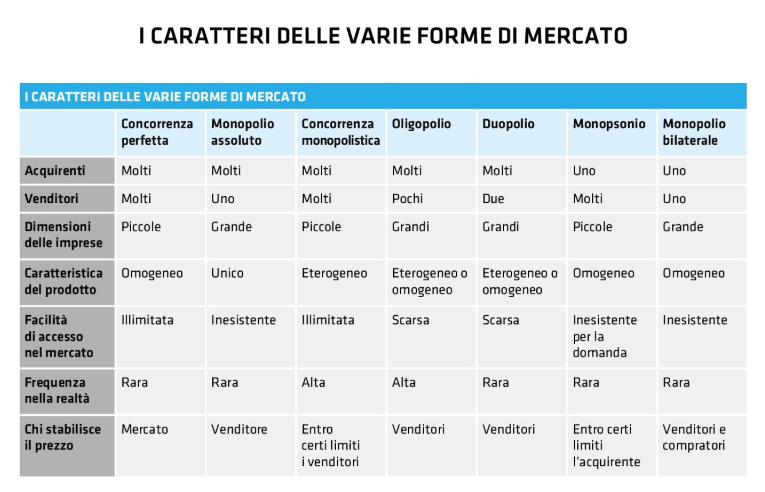 I CARATTERI DELLE VARIE FORME DI MERCATO
I CARATTERI DELLE VARIE FORME DI MERCATO
Concorrenza perfetta Monopolio assoluto Concorrenza monopolistica Oligopolio Duopolio Monopsonio Monopolio bilaterale
Acquirenti Molti Molti Molti Molti Molti Uno Uno
Venditori Molti Uno Molti Pochi Due Molti Uno
Dimensioni delle imprese Piccole Grande Piccole Grandi Grandi Piccole Grande
Caratteristica del prodotto Omogeneo Unico Eterogeneo Eterogeneo o omogeneo Eterogeneo o omogeneo Omogeneo Omogeneo
Facilità di accesso nel mercato Illimitata Inesistente Illimitata Scarsa Scarsa Inesistente per la domanda Inesistente
Frequenza nella realtà Rara Rara Alta Alta Rara Rara Rara
Chi stabilisce il prezzo Mercato Venditore Entro certi limiti i venditori Venditori Venditori Entro certi limiti l'acquirente Venditori e compratori